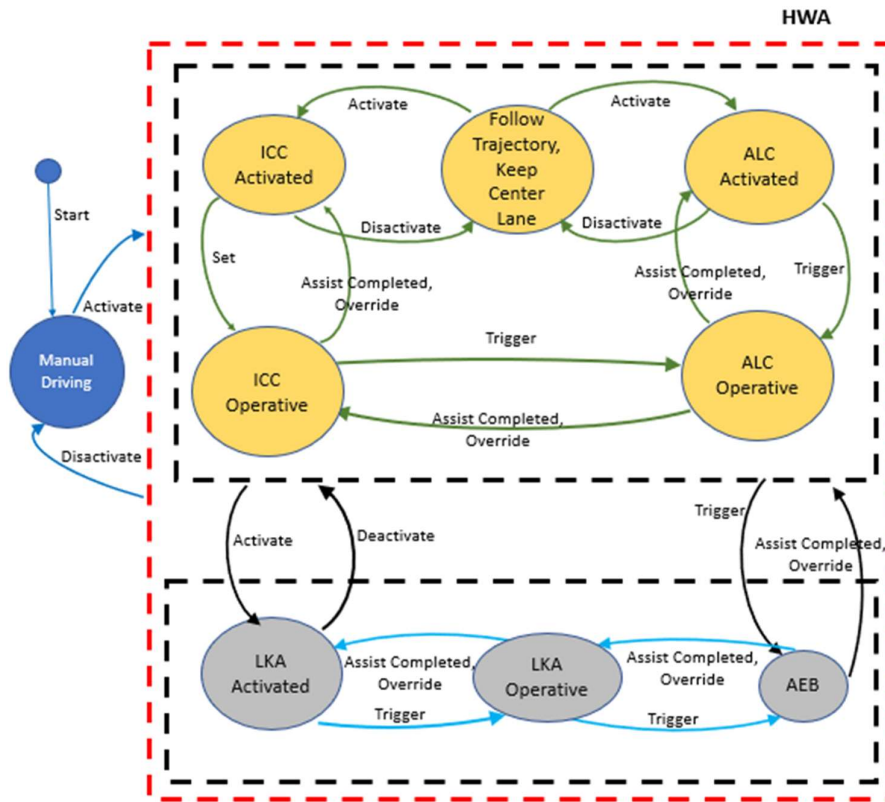 HWA
Activate
Activate
Follow
Trajectory,
Keep
Center
Lane
ICC
Activated
ALC
Activated
Start
Disactivate
Disactivate
Set
Assist Completed,
Override
Assist Completed,
Override
Trigger
Activate
Manual
Driving
Trigger
ICC
Operative
ALC
Operative
Assist Completed,
Override
Disactivate
Activate
Deactivate
Trigger
Assist Completed,
Override
LKA
Activated
Assist Completed,
Override
LKA
Operative
Assist Completed,
Override
AEB
Trigger
Trigger